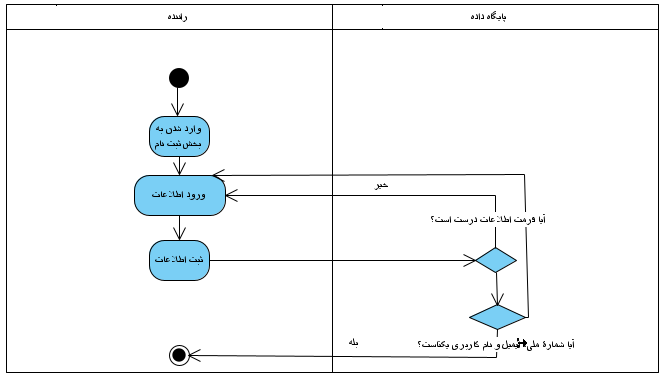 راننده
پایگاه داده
وارد شدن به
بخش ثبت نام
ورود اطلاعات
خیر
آیا فرمت اطلاعات درست است؟
ثبت اطلاعات
بله
آیا شمارهٔ ملی، ایمیل و نام کاربری یکتاست؟